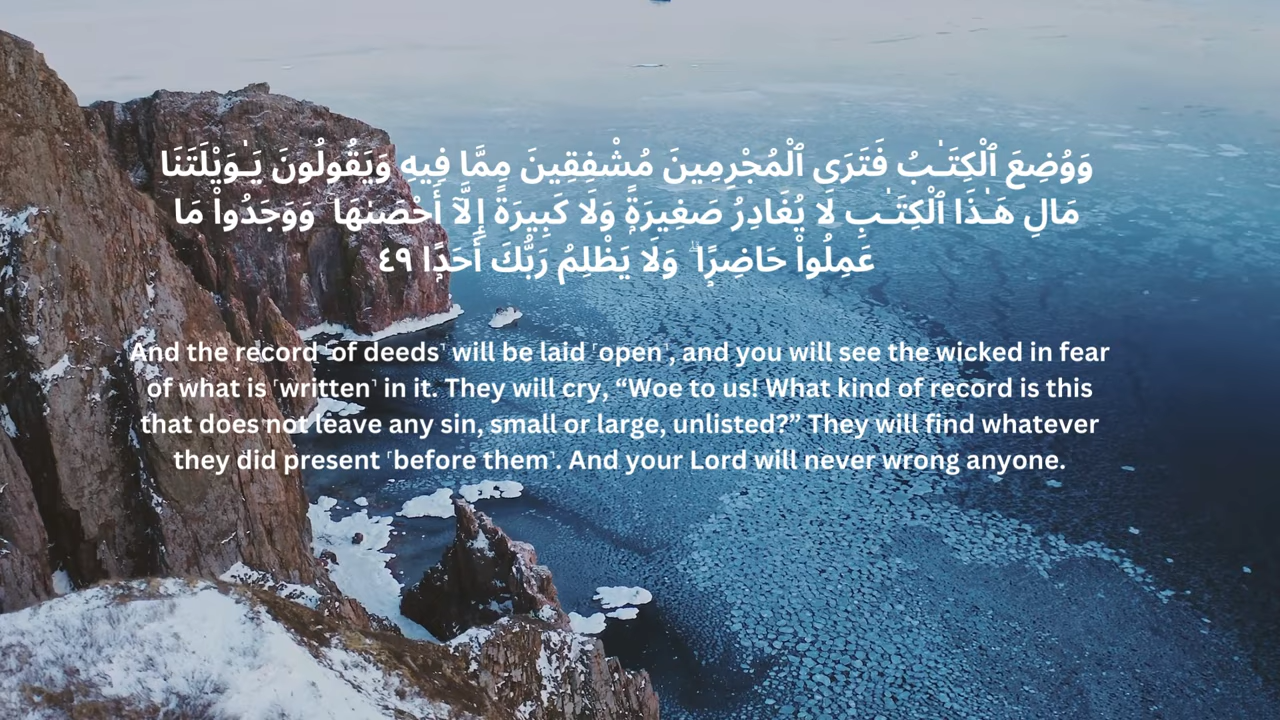 وَوُضِعَ ٱلْكِتَـٰبُ فَتَرَى ٱلْمُجْرِمِينَ مُشْفِقِينَ مِمَّا فِيهِ وَيَقُولُونَ يَـٰوَيْلَتَنَا
مَالِ هَـٰذَا ٱلْكِتَـٰبِ لَا يُغَادِرُ صَغِيرَةًۭ وَلَا كَبِيرَةً إِلَّآ أَحْصَىٰهَا ۚ وَوَجَدُوا۟ مَا
عَمِلُوا۟ حَاضِرًۭا ۗ وَلَا يَظْلِمُ رَبُّكَ أَحَدًۭا ٤٩
And the record ˹of deeds˺ will be laid ˹open˺, and you will see the wicked in fear
of what is ˹written˺ in it. They will cry, “Woe to us! What kind of record is this
that does not leave any sin, small or large, unlisted?” They will find whatever
they did present ˹before them˺. And your Lord will never wrong anyone.